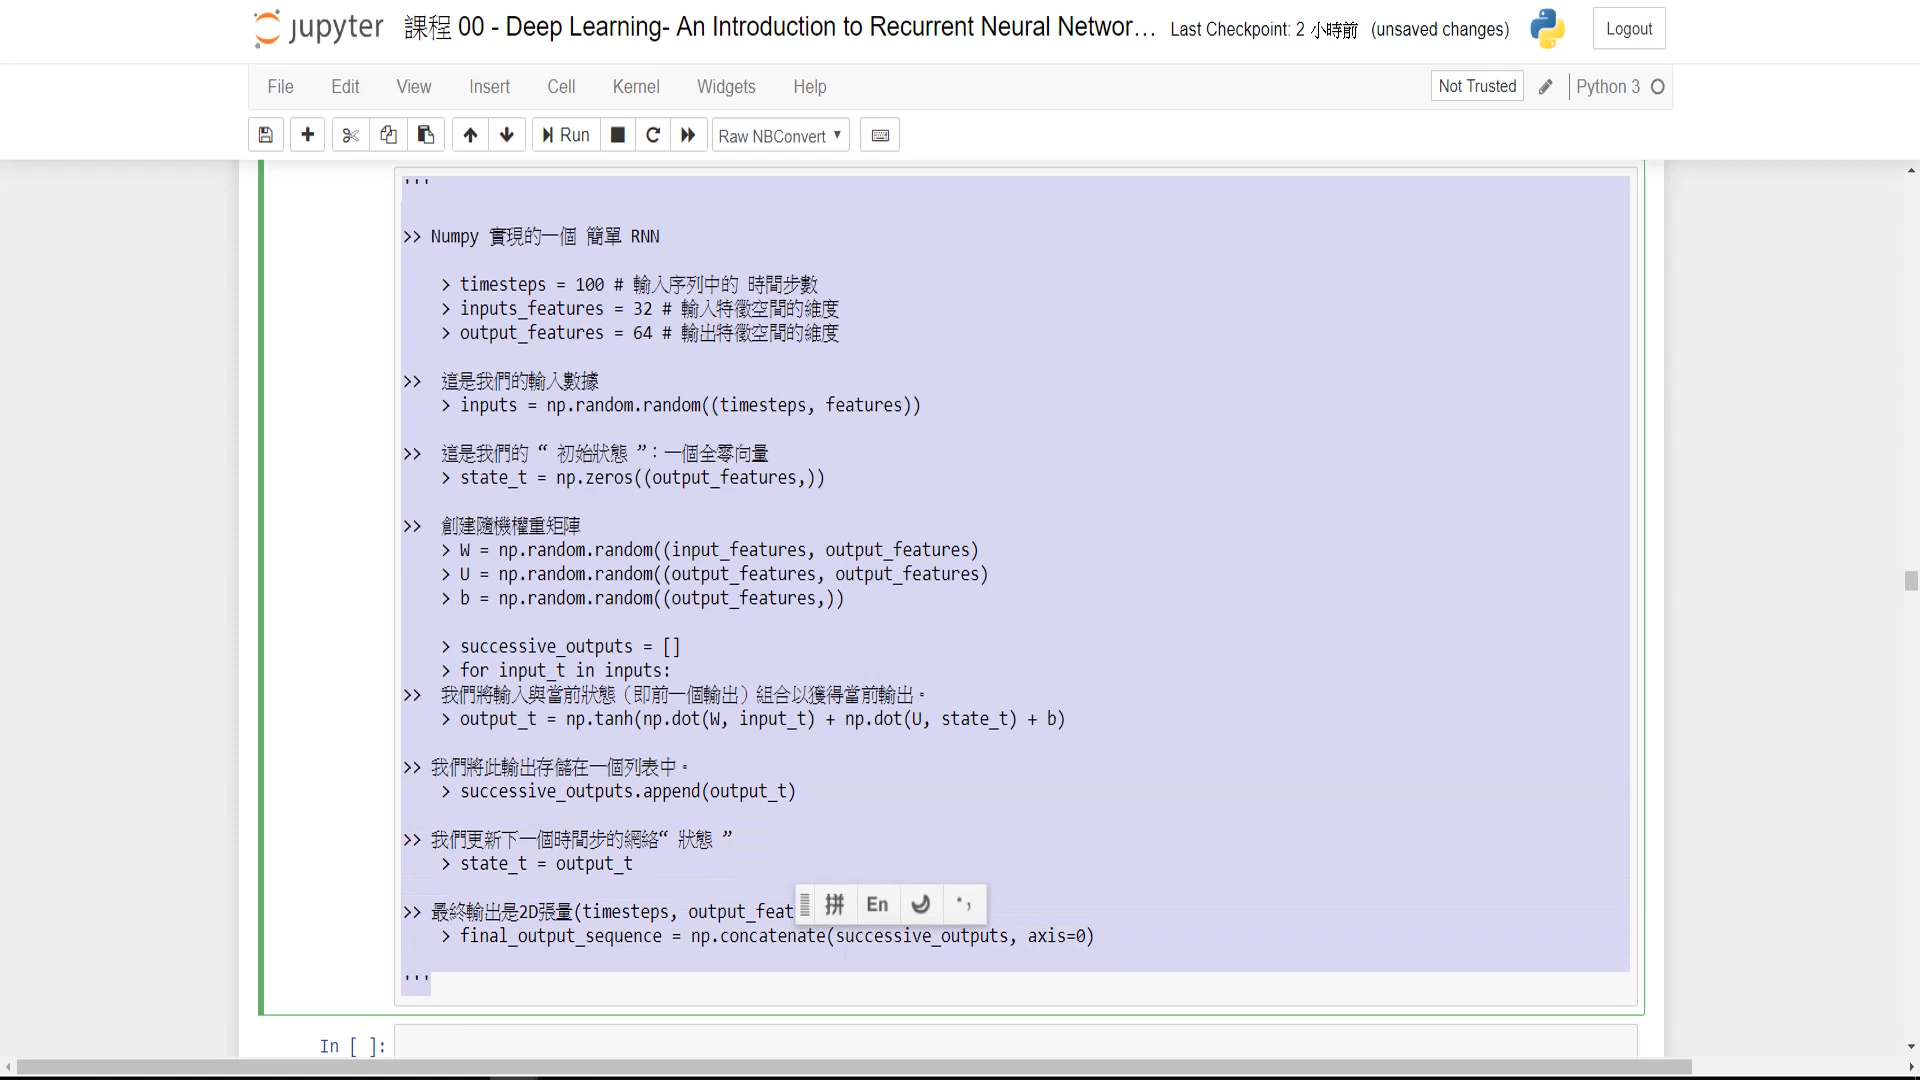 jupyter 課程 00 - Deep Learning- An Introduction to Recurrent Neural Networ... Last Checkpoint: 2 小時前 (unsaved changes) Logout
File Edit View Insert Cell Kernel Widgets Help Not Trusted Python 3
Run Raw NBConvert
'''
>> Numpy 實現的一個 簡單 RNN
> timesteps = 100 # 輸入序列中的 時間步數
> inputs_features = 32 # 輸入特徵空間的維度
> output_features = 64 # 輸出特徵空間的維度
>> 這是我們的輸入數據
> inputs = np.random.random((timesteps, features))
>> 這是我們的 “ 初始狀態 ”：一個全零向量
> state_t = np.zeros((output_features,))
>> 創建隨機權重矩陣
> W = np.random.random((input_features, output_features)
> U = np.random.random((output_features, output_features)
> b = np.random.random((output_features,))
> successive_outputs = []
> for input_t in inputs:
>> 我們將輸入與當前狀態（即前一個輸出）組合以獲得當前輸出。
> output_t = np.tanh(np.dot(W, input_t) + np.dot(U, state_t) + b)
>> 我們將此輸出存儲在一個列表中。
> successive_outputs.append(output_t)
>> 我們更新下一個時間步的網絡“ 狀態 ”
> state_t = output_t
>> 最終輸出是2D張量(timesteps, output_feat
拼 En
> final_output_sequence = np.concatenate(successive_outputs, axis=0)
'''
In [ ]: